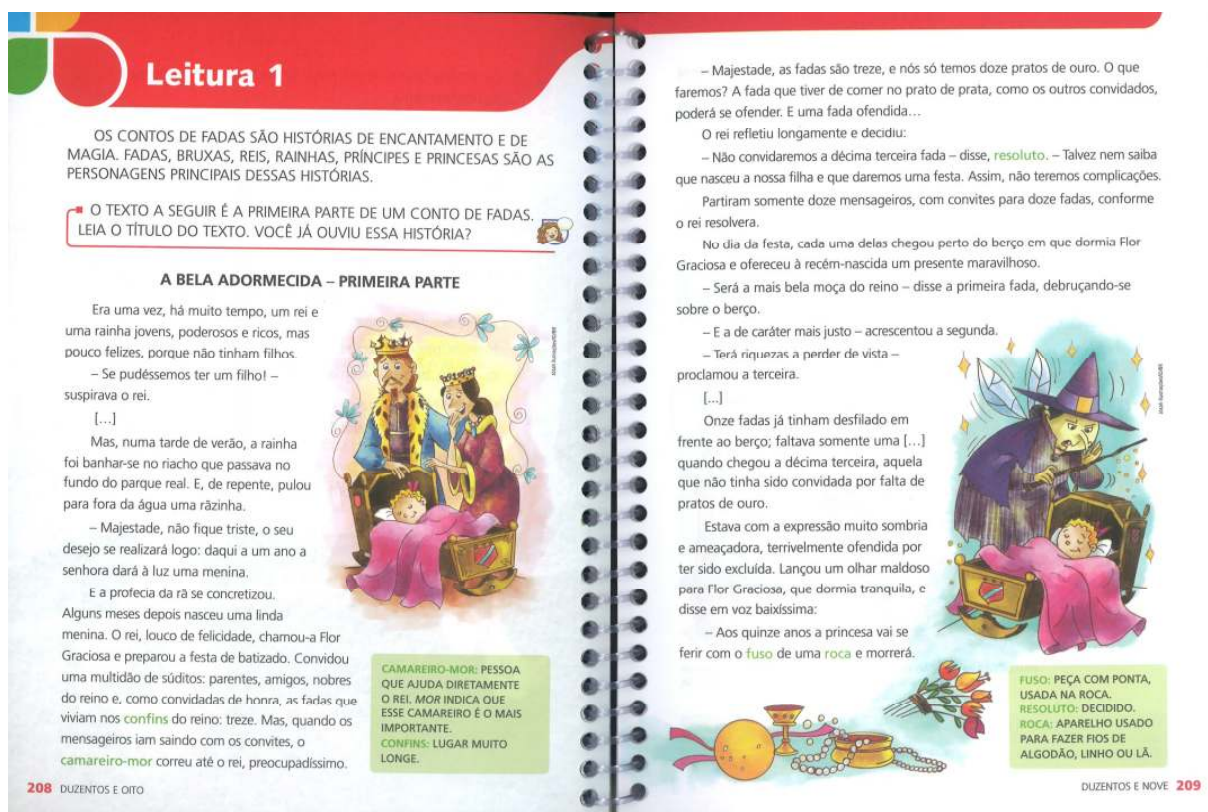 Leitura 1
OS CONTOS DE FADAS SÃO HISTÓRIAS DE ENCANTAMENTO E DE
MAGIA. FADAS, BRUXAS, REIS, RAINHAS, PRÍNCIPES E PRINCESAS SÃO AS
PERSONAGENS PRINCIPAIS DESSAS HISTÓRIAS.
O TEXTO A SEGUIR É A PRIMEIRA PARTE DE UM CONTO DE FADAS.
LEIA O TÍTULO DO TEXTO. VOCÊ JÁ OUVIU ESSA HISTÓRIA?
A BELA ADORMECIDA – PRIMEIRA PARTE
Era uma vez, há muito tempo, um rei e
uma rainha jovens, poderosos e ricos, mas
pouco felizes, porque não tinham filhos.
– Se pudéssemos ter um filho! –
suspirava o rei.
[...]
Mas, numa tarde de verão, a rainha
foi banhar-se no riacho que passava no
fundo do parque real. E, de repente, pulou
para fora da água uma rãzinha.
– Majestade, não fique triste, o seu
desejo se realizará logo: daqui a um ano a
senhora dará à luz uma menina.
E a profecia da rã se concretizou.
Alguns meses depois nasceu uma linda
menina. O rei, louco de felicidade, chamou-a Flor
Graciosa e preparou a festa de batizado. Convidou
uma multidão de súditos: parentes, amigos, nobres
do reino e, como convidadas de honra, as fadas que
viviam nos confins do reino: treze. Mas, quando os
mensageiros iam saindo com os convites, o
camareiro-mor correu até o rei, preocupadíssimo.
CAMAREIRO-MOR: PESSOA
QUE AJUDA DIRETAMENTE
O REI. MOR INDICA QUE
ESSE CAMAREIRO É O MAIS
IMPORTANTE.
CONFINS: LUGAR MUITO
LONGE.
208 DUZENTOS E OITO
– Majestade, as fadas são treze, e nós só temos doze pratos de ouro. O que
faremos? A fada que tiver de comer no prato de prata, como os outros convidados,
poderá se ofender. E uma fada ofendida...
O rei refletiu longamente e decidiu:
– Não convidaremos a décima terceira fada – disse, resoluto. – Talvez nem saiba
que nasceu a nossa filha e que daremos uma festa. Assim, não teremos complicações.
Partiram somente doze mensageiros, com convites para doze fadas, conforme
o rei resolvera.
No dia da festa, cada uma delas chegou perto do berço em que dormia Flor
Graciosa e ofereceu à recém-nascida um presente maravilhoso.
– Será a mais bela moça do reino – disse a primeira fada, debruçando-se
sobre o berço.
– E a de caráter mais justo – acrescentou a segunda.
– Terá riquezas a perder de vista –
proclamou a terceira.
[...]
Onze fadas já tinham desfilado em
frente ao berço; faltava somente uma [...]
quando chegou a décima terceira, aquela
que não tinha sido convidada por falta de
pratos de ouro.
Estava com a expressão muito sombria
e ameaçadora, terrivelmente ofendida por
ter sido excluída. Lançou um olhar maldoso
para Flor Graciosa, que dormia tranquila, e
disse em voz baixíssima:
– Aos quinze anos a princesa vai se
ferir com o fuso de uma roca e morrerá.
FUSO: PEÇA COM PONTA,
USADA NA ROCA.
RESOLUTO: DECIDIDO.
ROCA: APARELHO USADO
PARA FAZER FIOS DE
ALGODÃO, LINHO OU LÃ.
DUZENTOS E NOVE 209